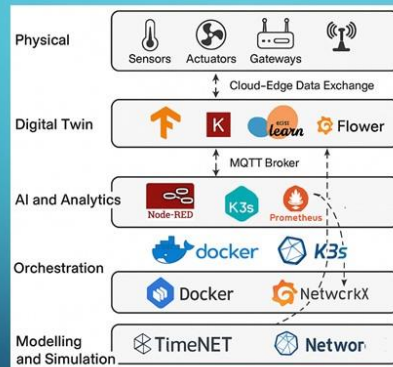 Physical
Sensors
Actuators
Gateways
Cloud-Edge Data Exchange
Digital Twin
K
learn
Flower
MQTT Broker
AI and Analytics
Node-RED
K3s
Prometheus
docker
K3s
Orchestration
Docker
NetwcrkX
Modelling
and Simulation
TimeNET
Networ